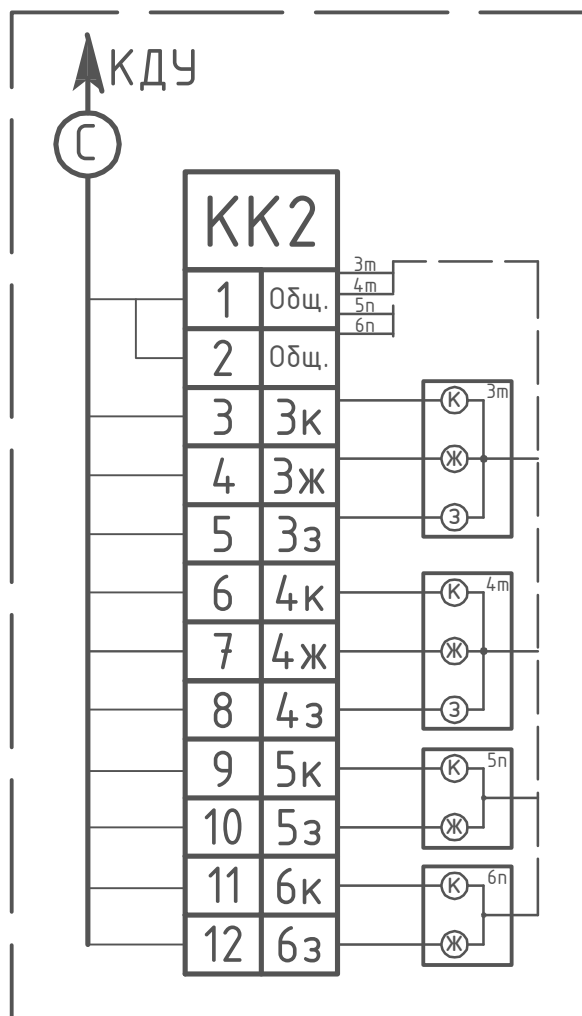 КДУ
С
КК2
1 Общ.
3т
4т
5п
6п
2 Общ.
3 3к К 3т
4 3ж Ж
5 3з З
6 4к К 4т
7 4ж Ж
8 4з З
9 5к К 5п
10 5з Ж
11 6к К 6п
12 6з Ж